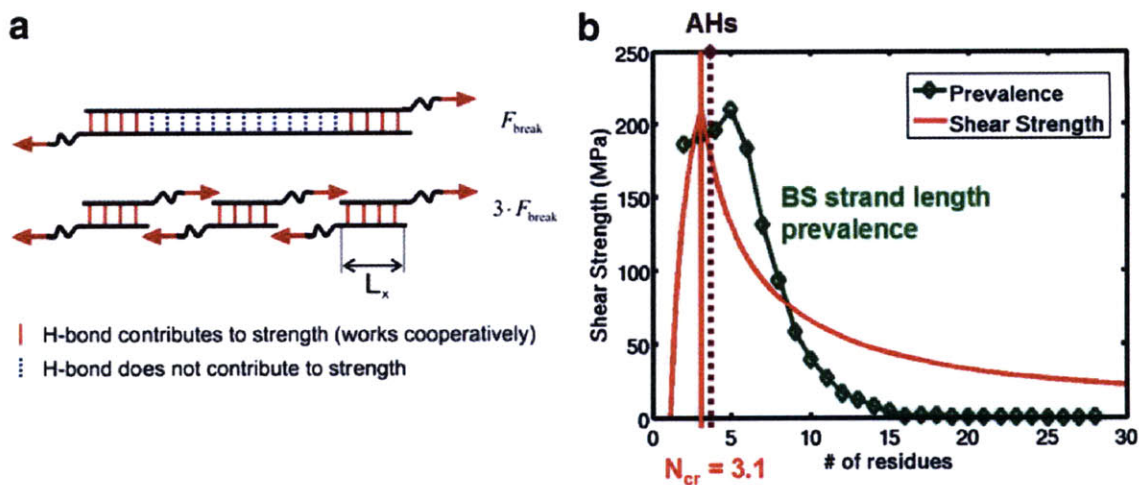 a
F_break
3 · F_break
L_x
H-bond contributes to strength (works cooperatively)
H-bond does not contribute to strength
b
AHs
250
200
150
100
50
0
Shear Strength (MPa)
Prevalence
Shear Strength
BS strand length
prevalence
0
5
10
15
20
25
30
N_cr = 3.1
# of residues